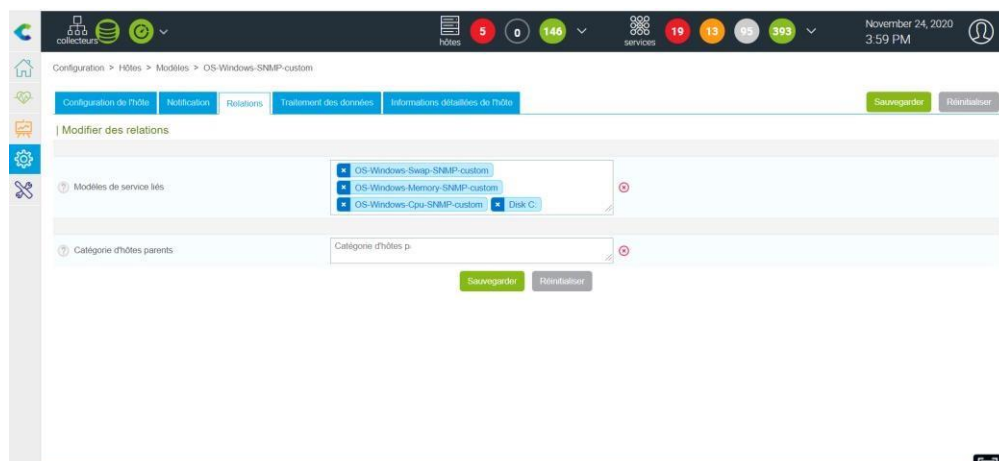 collecteurs
hôtes 5 0 146
services 19 13 95 393
November 24, 2020
3:59 PM
Configuration > Hôtes > Modèles > OS-Windows-SNMP-custom
Configuration de l'hôte Notification Relations Traitement des données Informations détaillées de l'hôte Sauvegarder Réinitialiser
| Modifier des relations
? Modèles de service liés
× OS-Windows-Swap-SNMP-custom
× OS-Windows-Memory-SNMP-custom
× OS-Windows-Cpu-SNMP-custom × Disk C:
? Catégorie d'hôtes parents
Catégorie d'hôtes p
Sauvegarder Réinitialiser